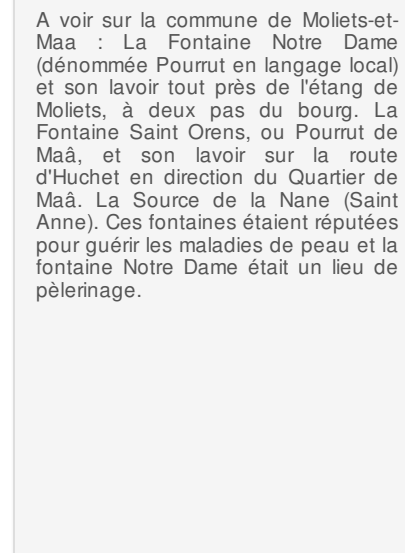 A voir sur la commune de Moliets-et-
Maa : La Fontaine Notre Dame
(dénommée Pourrut en langage local)
et son lavoir tout près de l'étang de
Moliets, à deux pas du bourg. La
Fontaine Saint Orens, ou Pourrut de
Maâ, et son lavoir sur la route
d'Huchet en direction du Quartier de
Maâ. La Source de la Nane (Saint
Anne). Ces fontaines étaient réputées
pour guérir les maladies de peau et la
fontaine Notre Dame était un lieu de
pèlerinage.